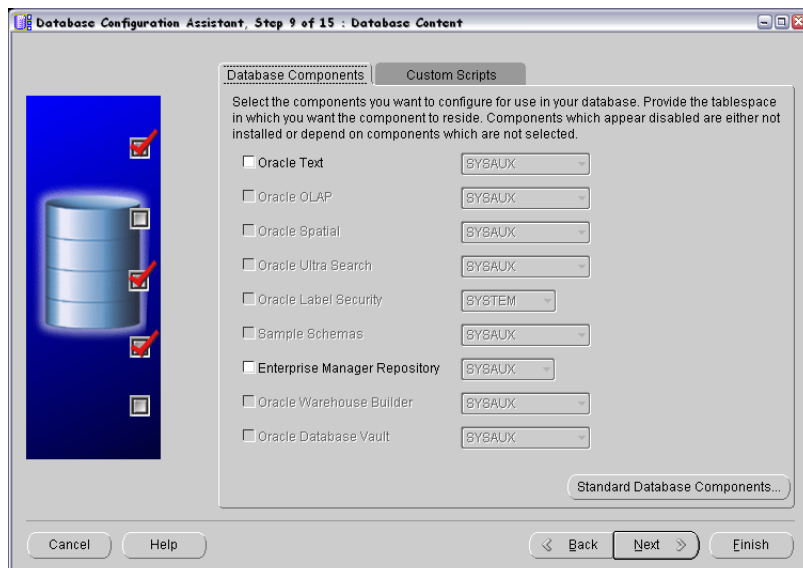 Database Configuration Assistant, Step 9 of 15 : Database Content
Database Components
Custom Scripts
Select the components you want to configure for use in your database. Provide the tablespace
in which you want the component to reside. Components which appear disabled are either not
installed or depend on components which are not selected.
Oracle Text SYSAUX
Oracle OLAP SYSAUX
Oracle Spatial SYSAUX
Oracle Ultra Search SYSAUX
Oracle Label Security SYSTEM
Sample Schemas SYSAUX
Enterprise Manager Repository SYSAUX
Oracle Warehouse Builder SYSAUX
Oracle Database Vault SYSAUX
Standard Database Components...
Cancel Help Back Next Finish